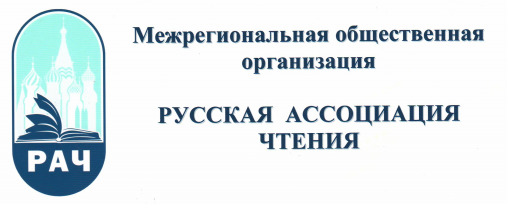 Межрегиональная общественная
организация
РУССКАЯ АССОЦИАЦИЯ
ЧТЕНИЯ
РАЧ